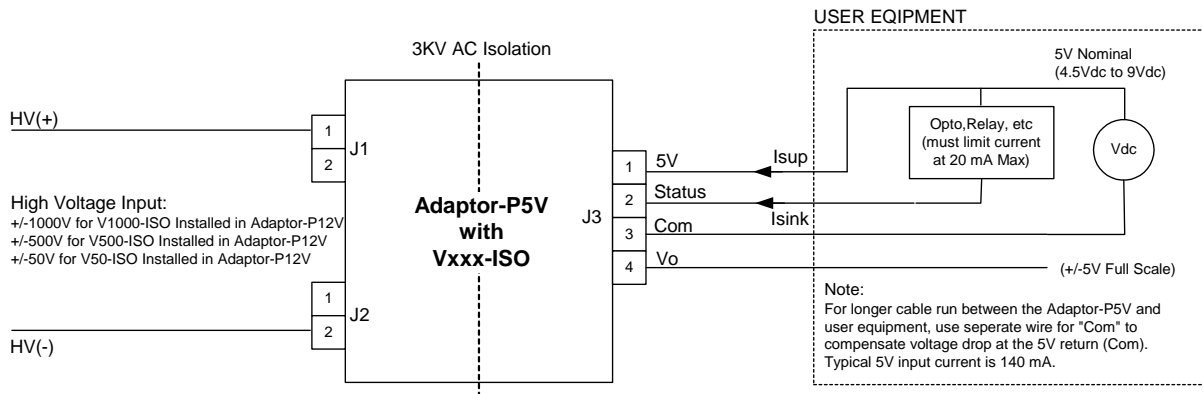 USER EQIPMENT
3KV AC Isolation
5V Nominal
(4.5Vdc to 9Vdc)
HV(+)
1
2
J1
Opto,Relay, etc
(must limit current
at 20 mA Max)
Vdc
High Voltage Input:
+/-1000V for V1000-ISO Installed in Adaptor-P12V
+/-500V for V500-ISO Installed in Adaptor-P12V
+/-50V for V50-ISO Installed in Adaptor-P12V
Adaptor-P5V
with
Vxxx-ISO
J3
1
5V
Isup
2
Status
Isink
3
Com
4
Vo
(+/-5V Full Scale)
1
2
J2
HV(-)
Note:
For longer cable run between the Adaptor-P5V and
user equipment, use seperate wire for "Com" to
compensate voltage drop at the 5V return (Com).
Typical 5V input current is 140 mA.